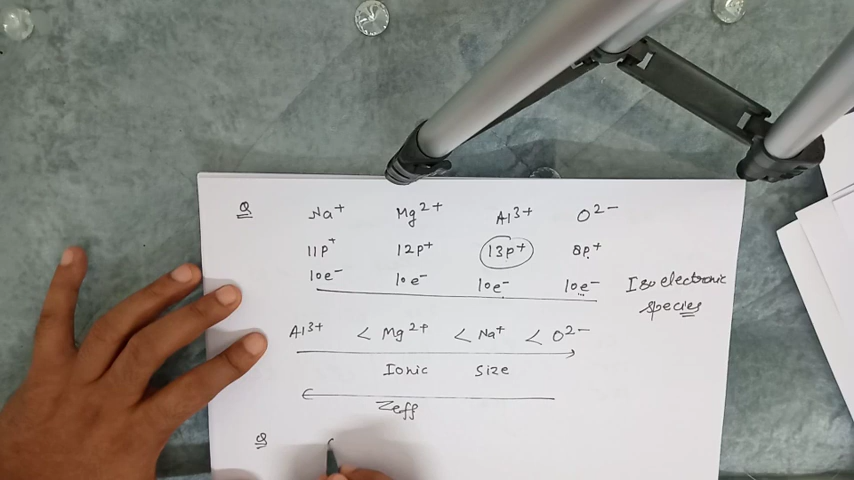 Q Na⁺ Mg²⁺ Al³⁺ O²⁻
11p⁺ 12p⁺ 13p⁺ 8p⁺
10e⁻ 10e⁻ 10e⁻ 10e⁻ Isoelectronic
species
Al³⁺ < Mg²⁺ < Na⁺ < O²⁻
Ionic Size
Zeff
Q